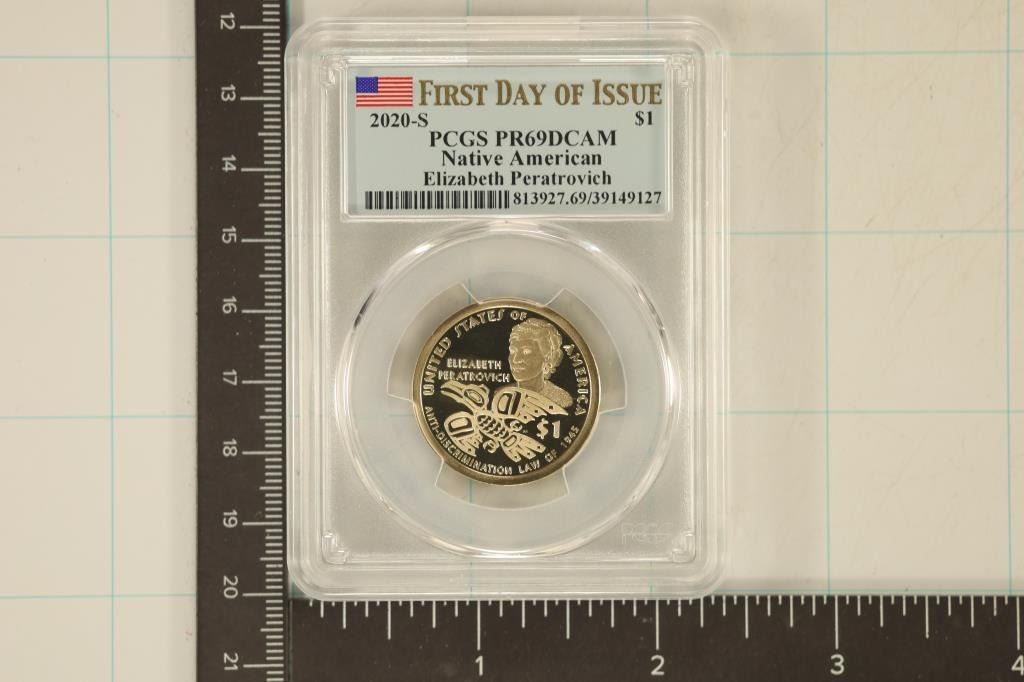 FIRST DAY OF ISSUE
2020-S $1
PCGS PR69DCAM
Native American
Elizabeth Peratrovich
813927.69/39149127
UNITED STATES OF AMERICA
ELIZABETH
PERATROVICH
$1
ANTI-DISCRIMINATION LAW OF 1945
PCGS
12
13
14
15
16
17
18
19
20
21
1 2 3 4